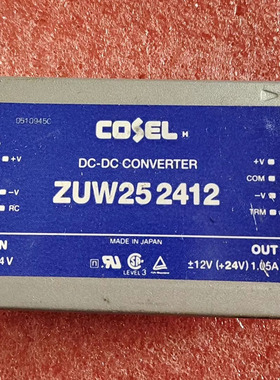 0510945C
COSEL H
DC-DC CONVERTER
+V
+V
COM
ZUW25 2412
-V
-V
RC
TRM
MADE IN JAPAN
OUT
LEVEL 3
±12V (+24V) 1.05A